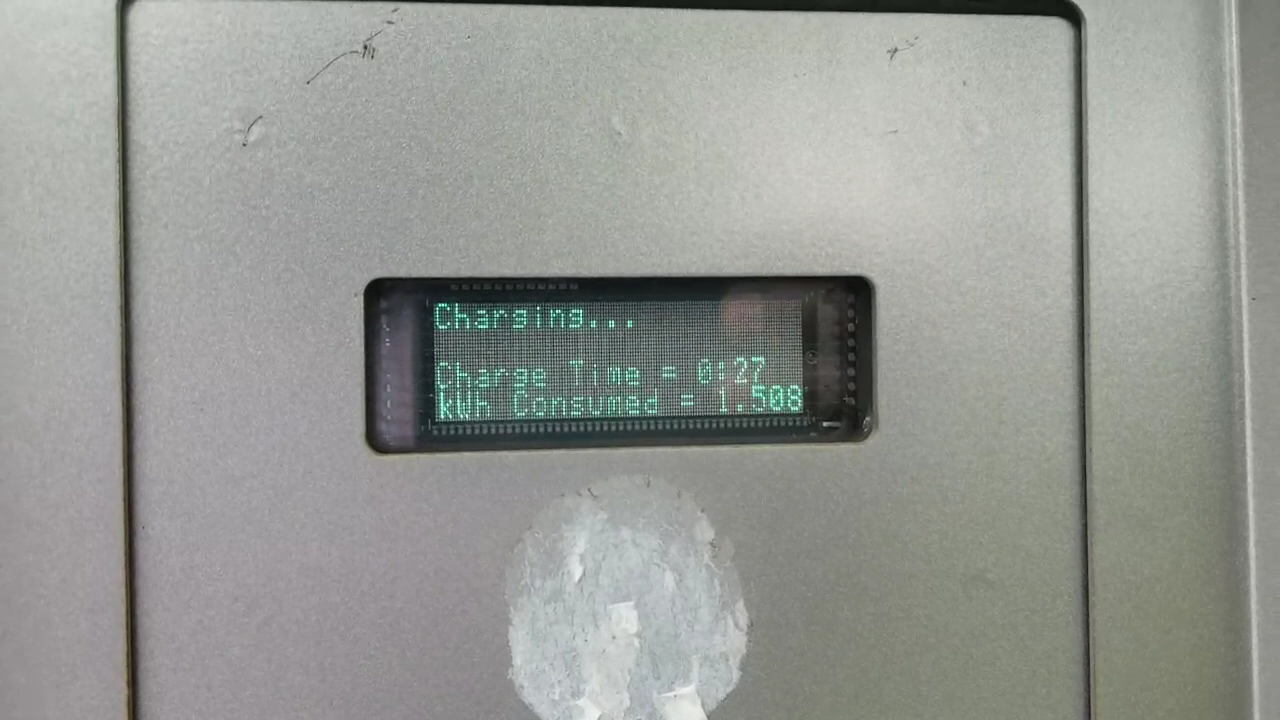 Charging...
Charge Time = 0:27
kWh Consumed = 1.508